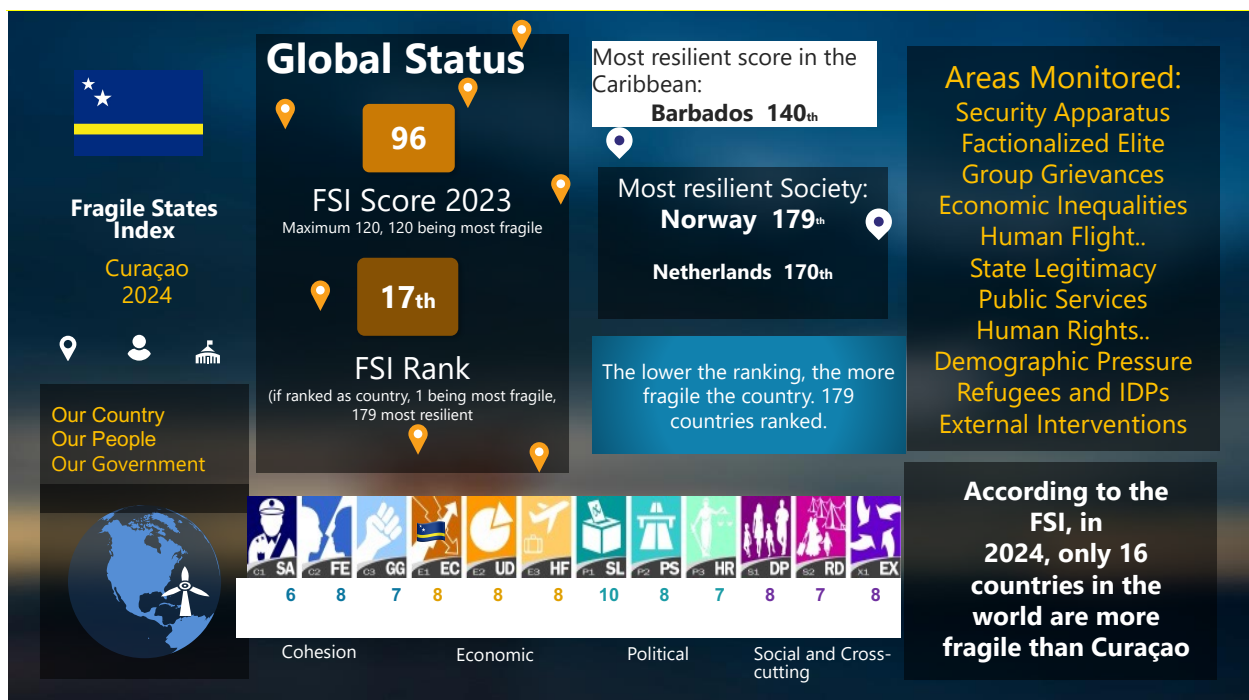 Fragile States
Index
Curaçao
2024
Our Country
Our People
Our Government
Global Status
96
FSI Score 2023
Maximum 120, 120 being most fragile
17th
FSI Rank
(if ranked as country, 1 being most fragile,
179 most resilient
Most resilient score in the
Caribbean:
Barbados 140th
Most resilient Society:
Norway 179th
Netherlands 170th
The lower the ranking, the more
fragile the country. 179
countries ranked.
Areas Monitored:
Security Apparatus
Factionalized Elite
Group Grievances
Economic Inequalities
Human Flight..
State Legitimacy
Public Services
Human Rights..
Demographic Pressure
Refugees and IDPs
External Interventions
According to the
FSI, in
2024, only 16
countries in the
world are more
fragile than Curaçao
C1 SA C2 FE C3 GG E1 EC E2 UD E3 HF P1 SL P2 PS P3 HR S1 DP S2 RD X1 EX
6 8 7 8 8 8 10 8 7 8 7 8
Cohesion Economic Political Social and Cross-
cutting